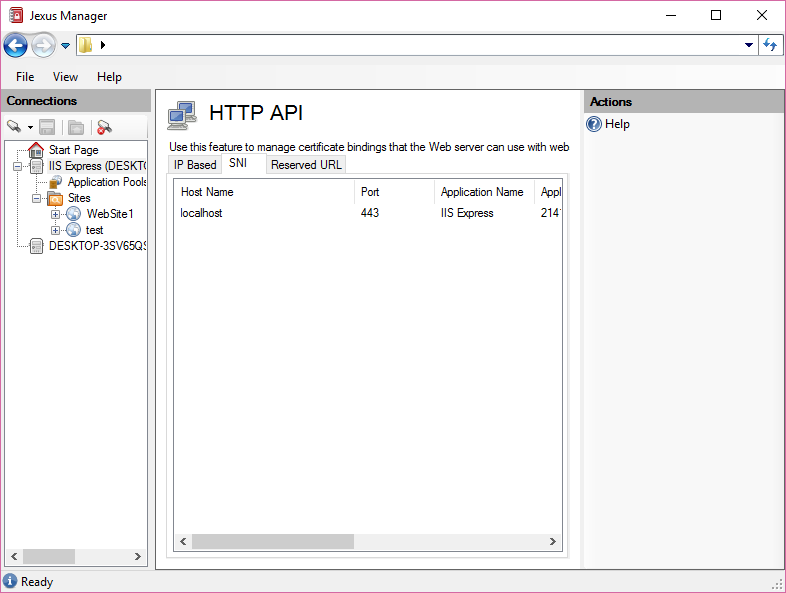 Jexus Manager
File View Help
Connections
Start Page
IIS Express (DESKT
Application Pools
Sites
WebSite1
test
DESKTOP-3SV65QS
HTTP API
Use this feature to manage certificate bindings that the Web server can use with web
IP Based SNI Reserved URL
Host Name Port Application Name Appl
localhost 443 IIS Express 214
Actions
Help
Ready